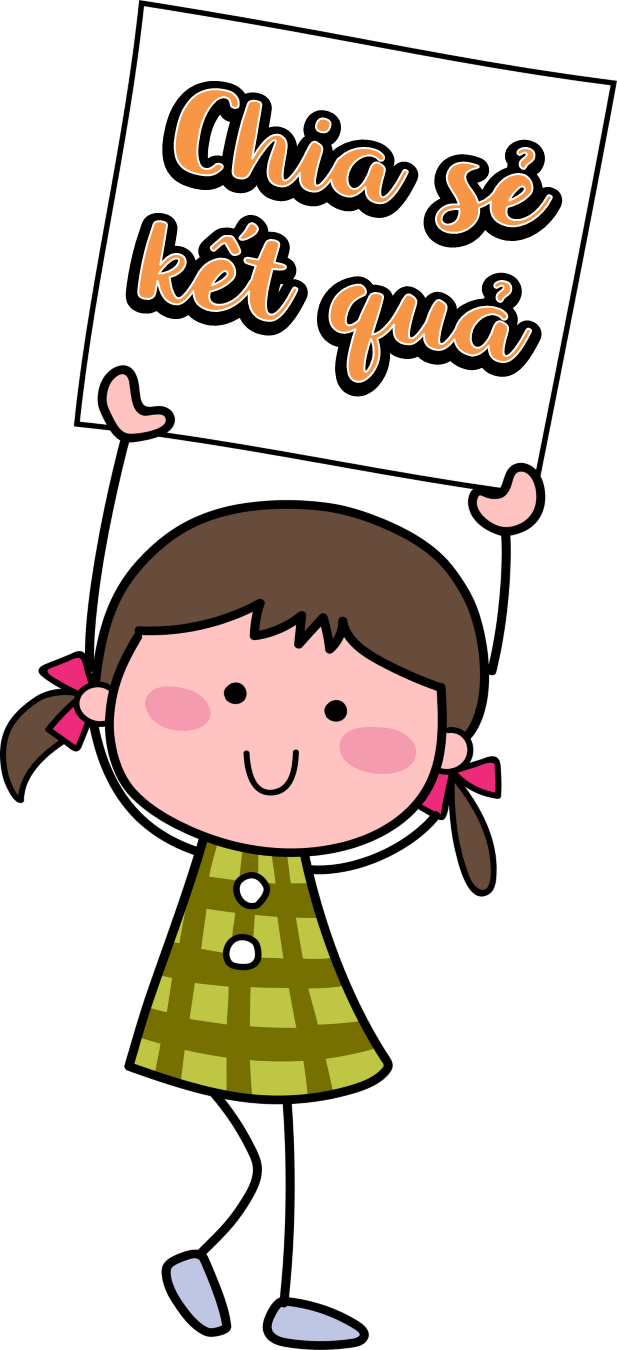 Chia sẻ
kết quả